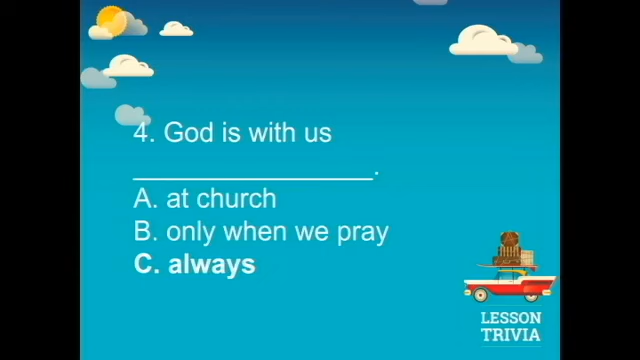 4. God is with us
_________________.
A. at church
B. only when we pray
C. always
LESSON
TRIVIA